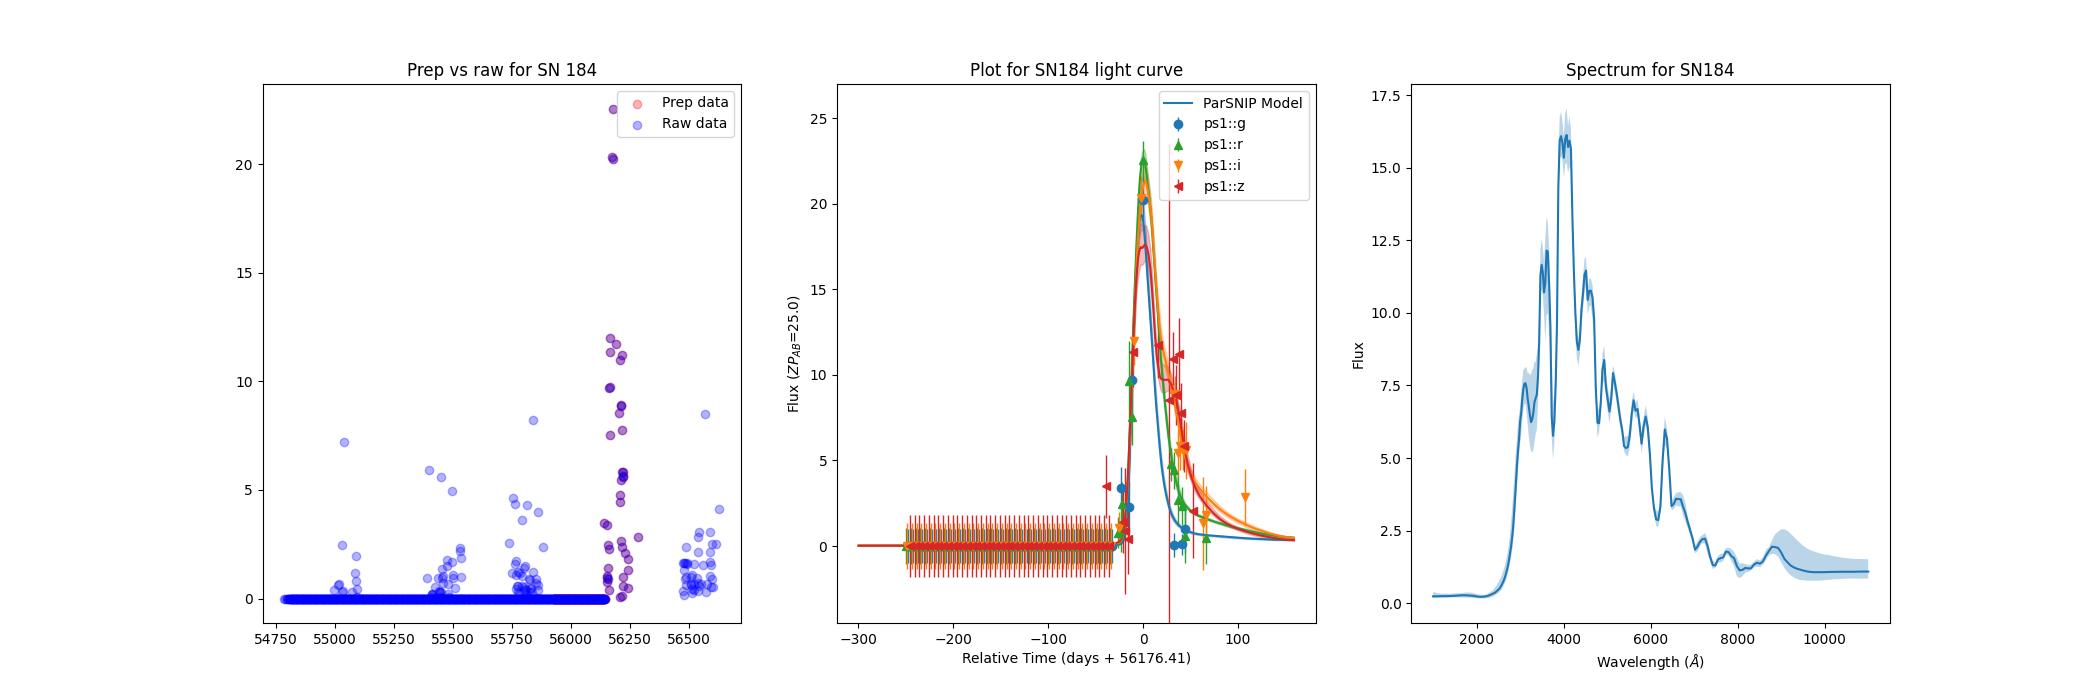 Prep vs raw for SN 184
Prep data
Raw data
20
15
10
5
0
54750 55000 55250 55500 55750 56000 56250 56500
Plot for SN184 light curve
ParSNIP Model
ps1::g
ps1::r
ps1::i
ps1::z
Flux (ZP_AB=25.0)
25
20
15
10
5
0
−300 −200 −100 0 100
Relative Time (days + 56176.41)
Spectrum for SN184
Flux
17.5
15.0
12.5
10.0
7.5
5.0
2.5
0.0
2000 4000 6000 8000 10000
Wavelength (Å)